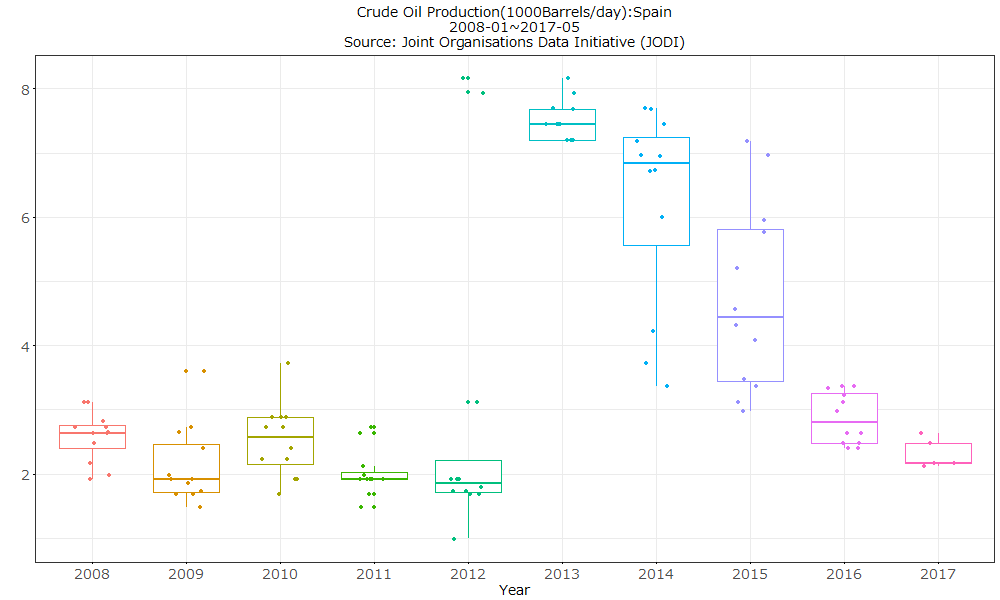 Crude Oil Production(1000Barrels/day):Spain
2008-01~2017-05
Source: Joint Organisations Data Initiative (JODI)
8
6
4
2
2008 2009 2010 2011 2012 2013 2014 2015 2016 2017
Year